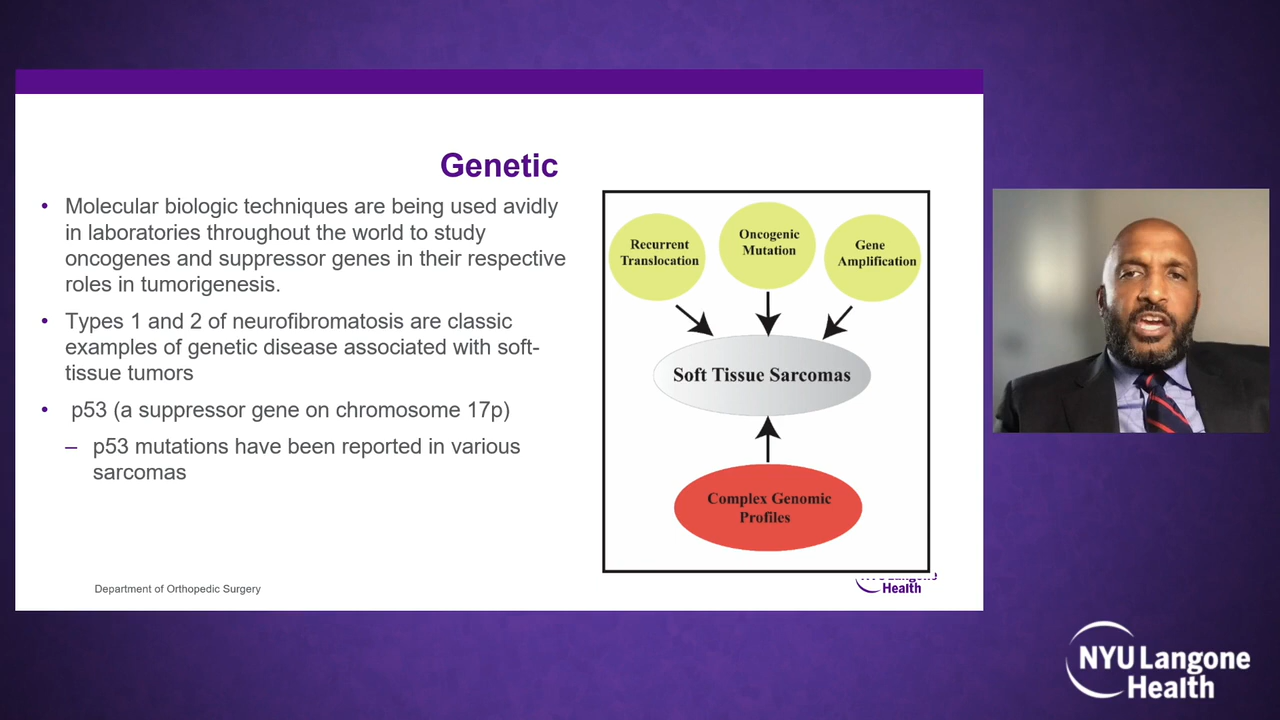 Genetic
• Molecular biologic techniques are being used avidly
in laboratories throughout the world to study
oncogenes and suppressor genes in their respective
roles in tumorigenesis.
• Types 1 and 2 of neurofibromatosis are classic
examples of genetic disease associated with soft-
tissue tumors
• p53 (a suppressor gene on chromosome 17p)
– p53 mutations have been reported in various
sarcomas
Recurrent
Translocation
Oncogenic
Mutation
Gene
Amplification
Soft Tissue Sarcomas
Complex Genomic
Profiles
Department of Orthopedic Surgery
NYU Langone
Health
NYU Langone
Health